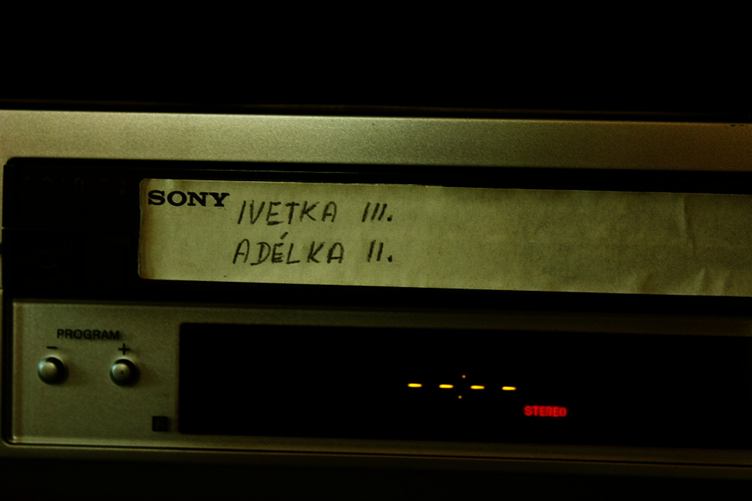 SONY IVETKA III.
ADÉLKA II.
PROGRAM
- +
--:--
STEREO